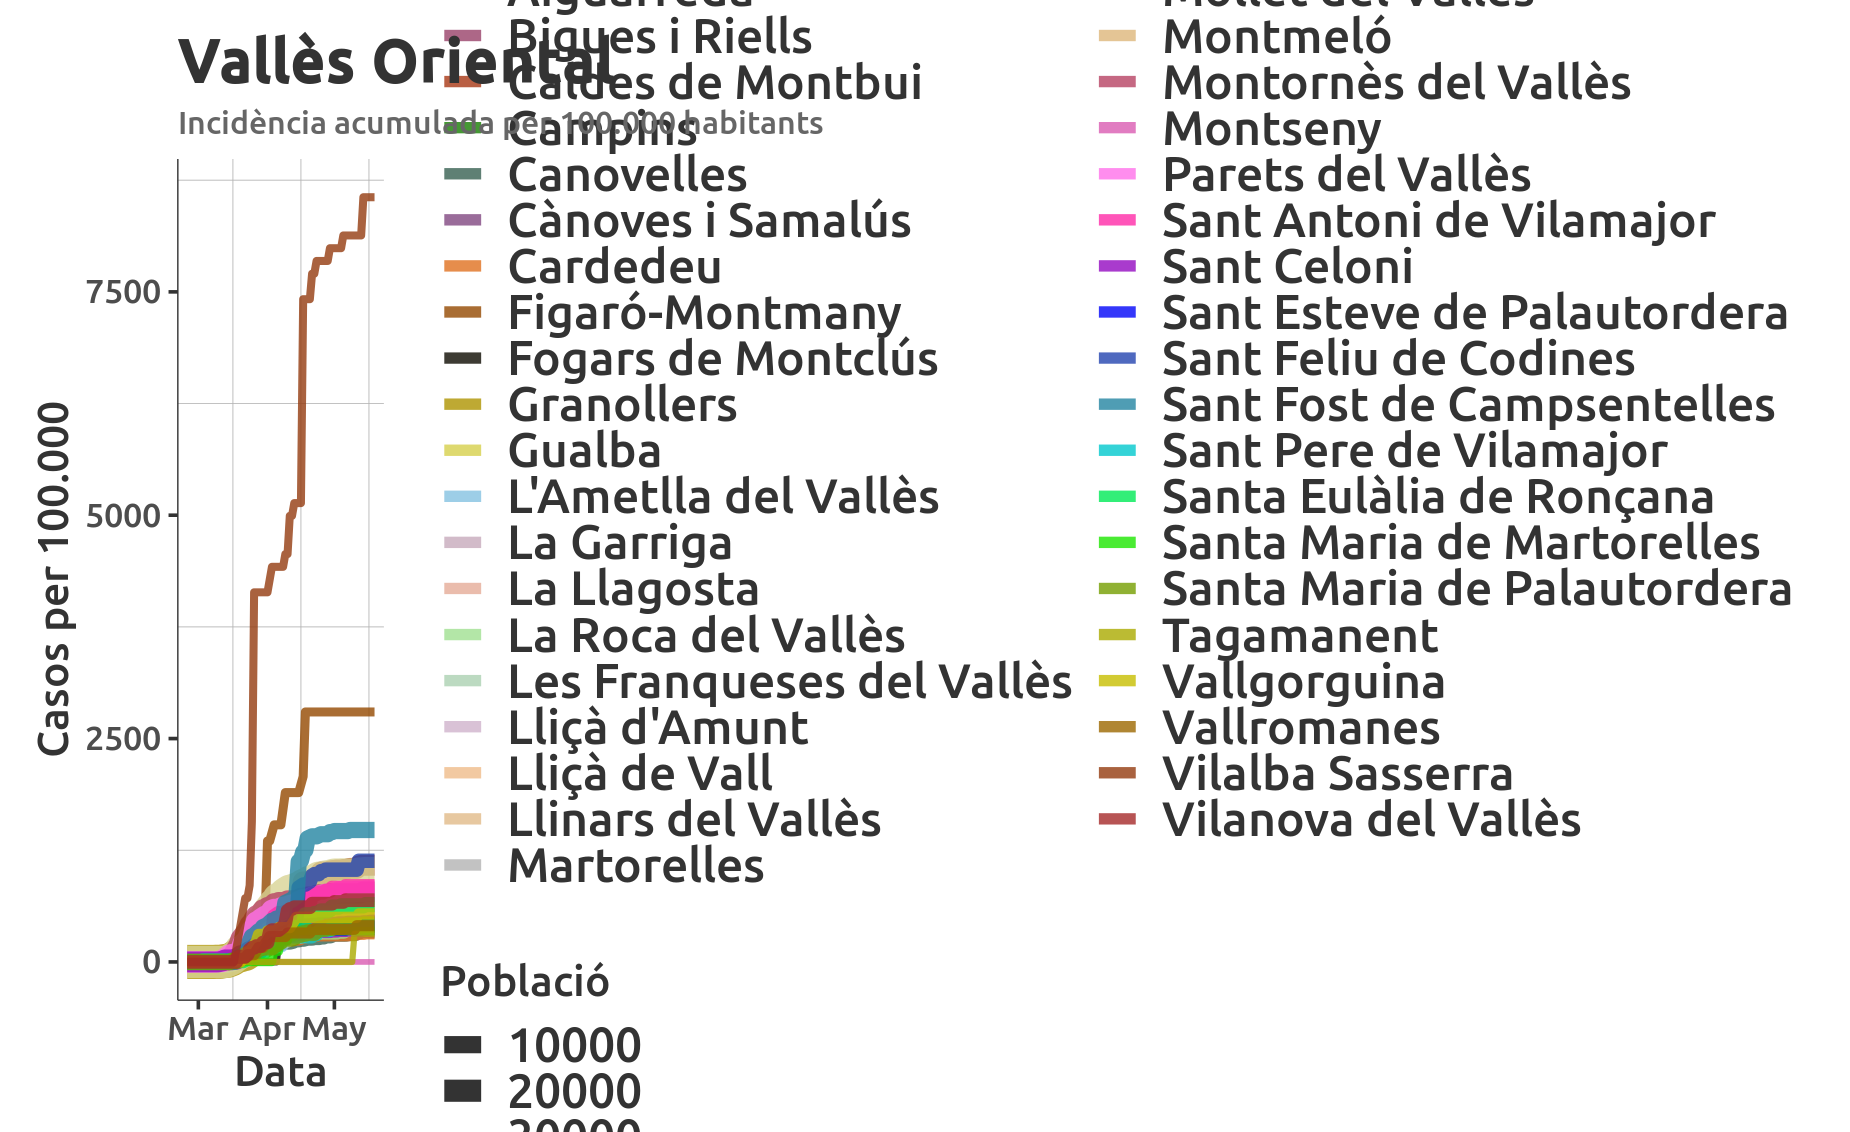 Vallès Oriental
Incidència acumulada per 100.000 habitants
Casos per 100.000
7500
5000
2500
0
Mar Apr May
Data
Aiguafreda
Bigues i Riells
Caldes de Montbui
Campins
Canovelles
Cànoves i Samalús
Cardedeu
Figaró-Montmany
Fogars de Montclús
Granollers
Gualba
L'Ametlla del Vallès
La Garriga
La Llagosta
La Roca del Vallès
Les Franqueses del Vallès
Lliçà d'Amunt
Lliçà de Vall
Llinars del Vallès
Martorelles
Mollet del Vallès
Montmeló
Montornès del Vallès
Montseny
Parets del Vallès
Sant Antoni de Vilamajor
Sant Celoni
Sant Esteve de Palautordera
Sant Feliu de Codines
Sant Fost de Campsentelles
Sant Pere de Vilamajor
Santa Eulàlia de Ronçana
Santa Maria de Martorelles
Santa Maria de Palautordera
Tagamanent
Vallgorguina
Vallromanes
Vilalba Sasserra
Vilanova del Vallès
Població
10000
20000
30000